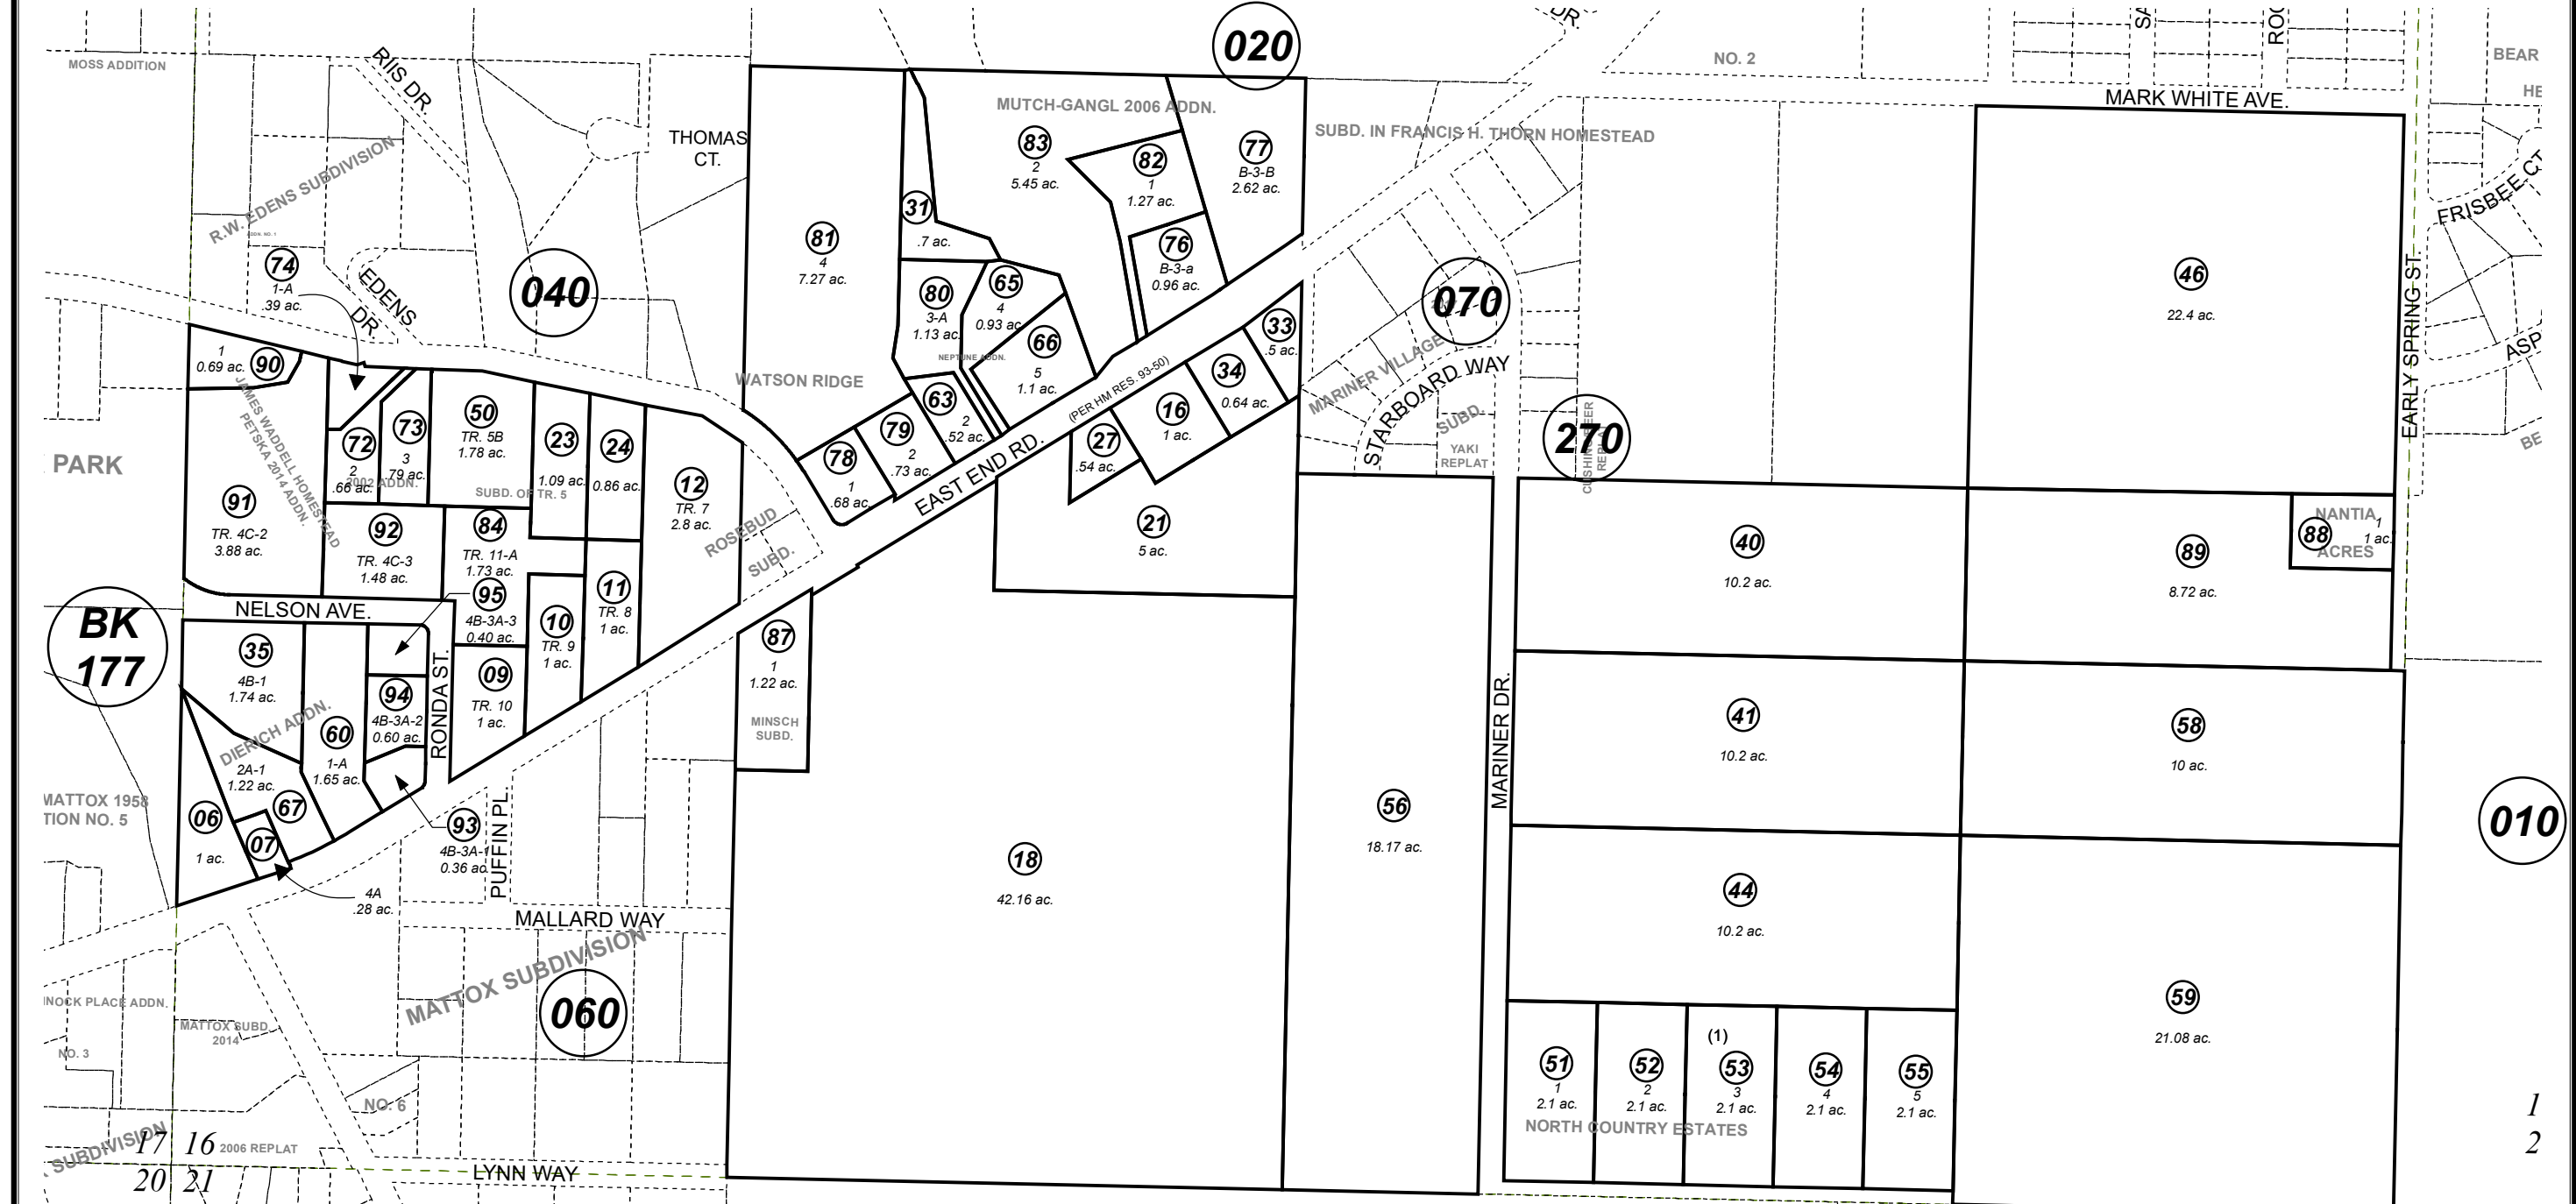 020
DR.
SA
ROC
MOSS ADDITION
NO. 2
BEAR
HE
RIIS DR.
MARK WHITE AVE.
MUTCH-GANGL 2006 ADDN.
SUBD. IN FRANCIS H. THORN HOMESTEAD
THOMAS
CT.
R.W. EDENS SUBDIVISION
ADDN. NO. 1
83
2
5.45 ac.
82
1
1.27 ac.
77
B-3-B
2.62 ac.
FRISBEE CT
31
.7 ac.
81
4
7.27 ac.
76
B-3-a
0.96 ac.
74
1-A
.39 ac.
EDENS
DR.
040
80
3-A
1.13 ac.
65
4
0.93 ac.
66
5
1.1 ac.
NEPTUNE ADDN.
070
46
22.4 ac.
EARLY SPRING ST.
ASP
BE
33
.5 ac.
34
0.64 ac.
16
1 ac.
27
.54 ac.
(PER HM RES. 93-50)
EAST END RD.
MARINER VILLAGE
STARBOARD WAY
SUBD.
YAKI
REPLAT
270
REPLAT
1
0.69 ac.
90
JAMES WADDELL HOMESTEAD
PETSKA 2014 ADDN.
WATSON RIDGE
63
2
.52 ac.
79
2
.73 ac.
78
1
.68 ac.
50
TR. 5B
1.78 ac.
73
3
.79 ac.
72
2
.66 ac.
2002 ADDN.
SUBD. OF TR. 5
23
1.09 ac.
24
0.86 ac.
12
TR. 7
2.8 ac.
PARK
91
TR. 4C-2
3.88 ac.
92
TR. 4C-3
1.48 ac.
84
TR. 11-A
1.73 ac.
ROSEBUD
SUBD.
21
5 ac.
40
10.2 ac.
89
8.72 ac.
NANTIA
88
1
1 ac.
ACRES
BK
177
NELSON AVE.
95
4B-3A-3
0.40 ac.
10
TR. 9
1 ac.
11
TR. 8
1 ac.
35
4B-1
1.74 ac.
94
4B-3A-2
0.60 ac.
RONDA ST.
09
TR. 10
1 ac.
87
1
1.22 ac.
MINSCH
SUBD.
MARINER DR.
41
10.2 ac.
58
10 ac.
DIERICH ADDN.
60
1-A
1.65 ac.
2A-1
1.22 ac.
67
06
1 ac.
07
4A
.28 ac.
93
4B-3A-1
0.36 ac.
PUFFIN PL.
MATTOX 1958
TION NO. 5
56
18.17 ac.
010
18
42.16 ac.
44
10.2 ac.
MALLARD WAY
MATTOX SUBDIVISION
060
NOCK PLACE ADDN.
MATTOX SUBD.
2014
NO. 3
NO. 6
59
21.08 ac.
(1)
51
1
2.1 ac.
52
2
2.1 ac.
53
3
2.1 ac.
54
4
2.1 ac.
55
5
2.1 ac.
NORTH COUNTRY ESTATES
1
2
SUBDIVISION
17 16
2006 REPLAT
20 21
LYNN WAY